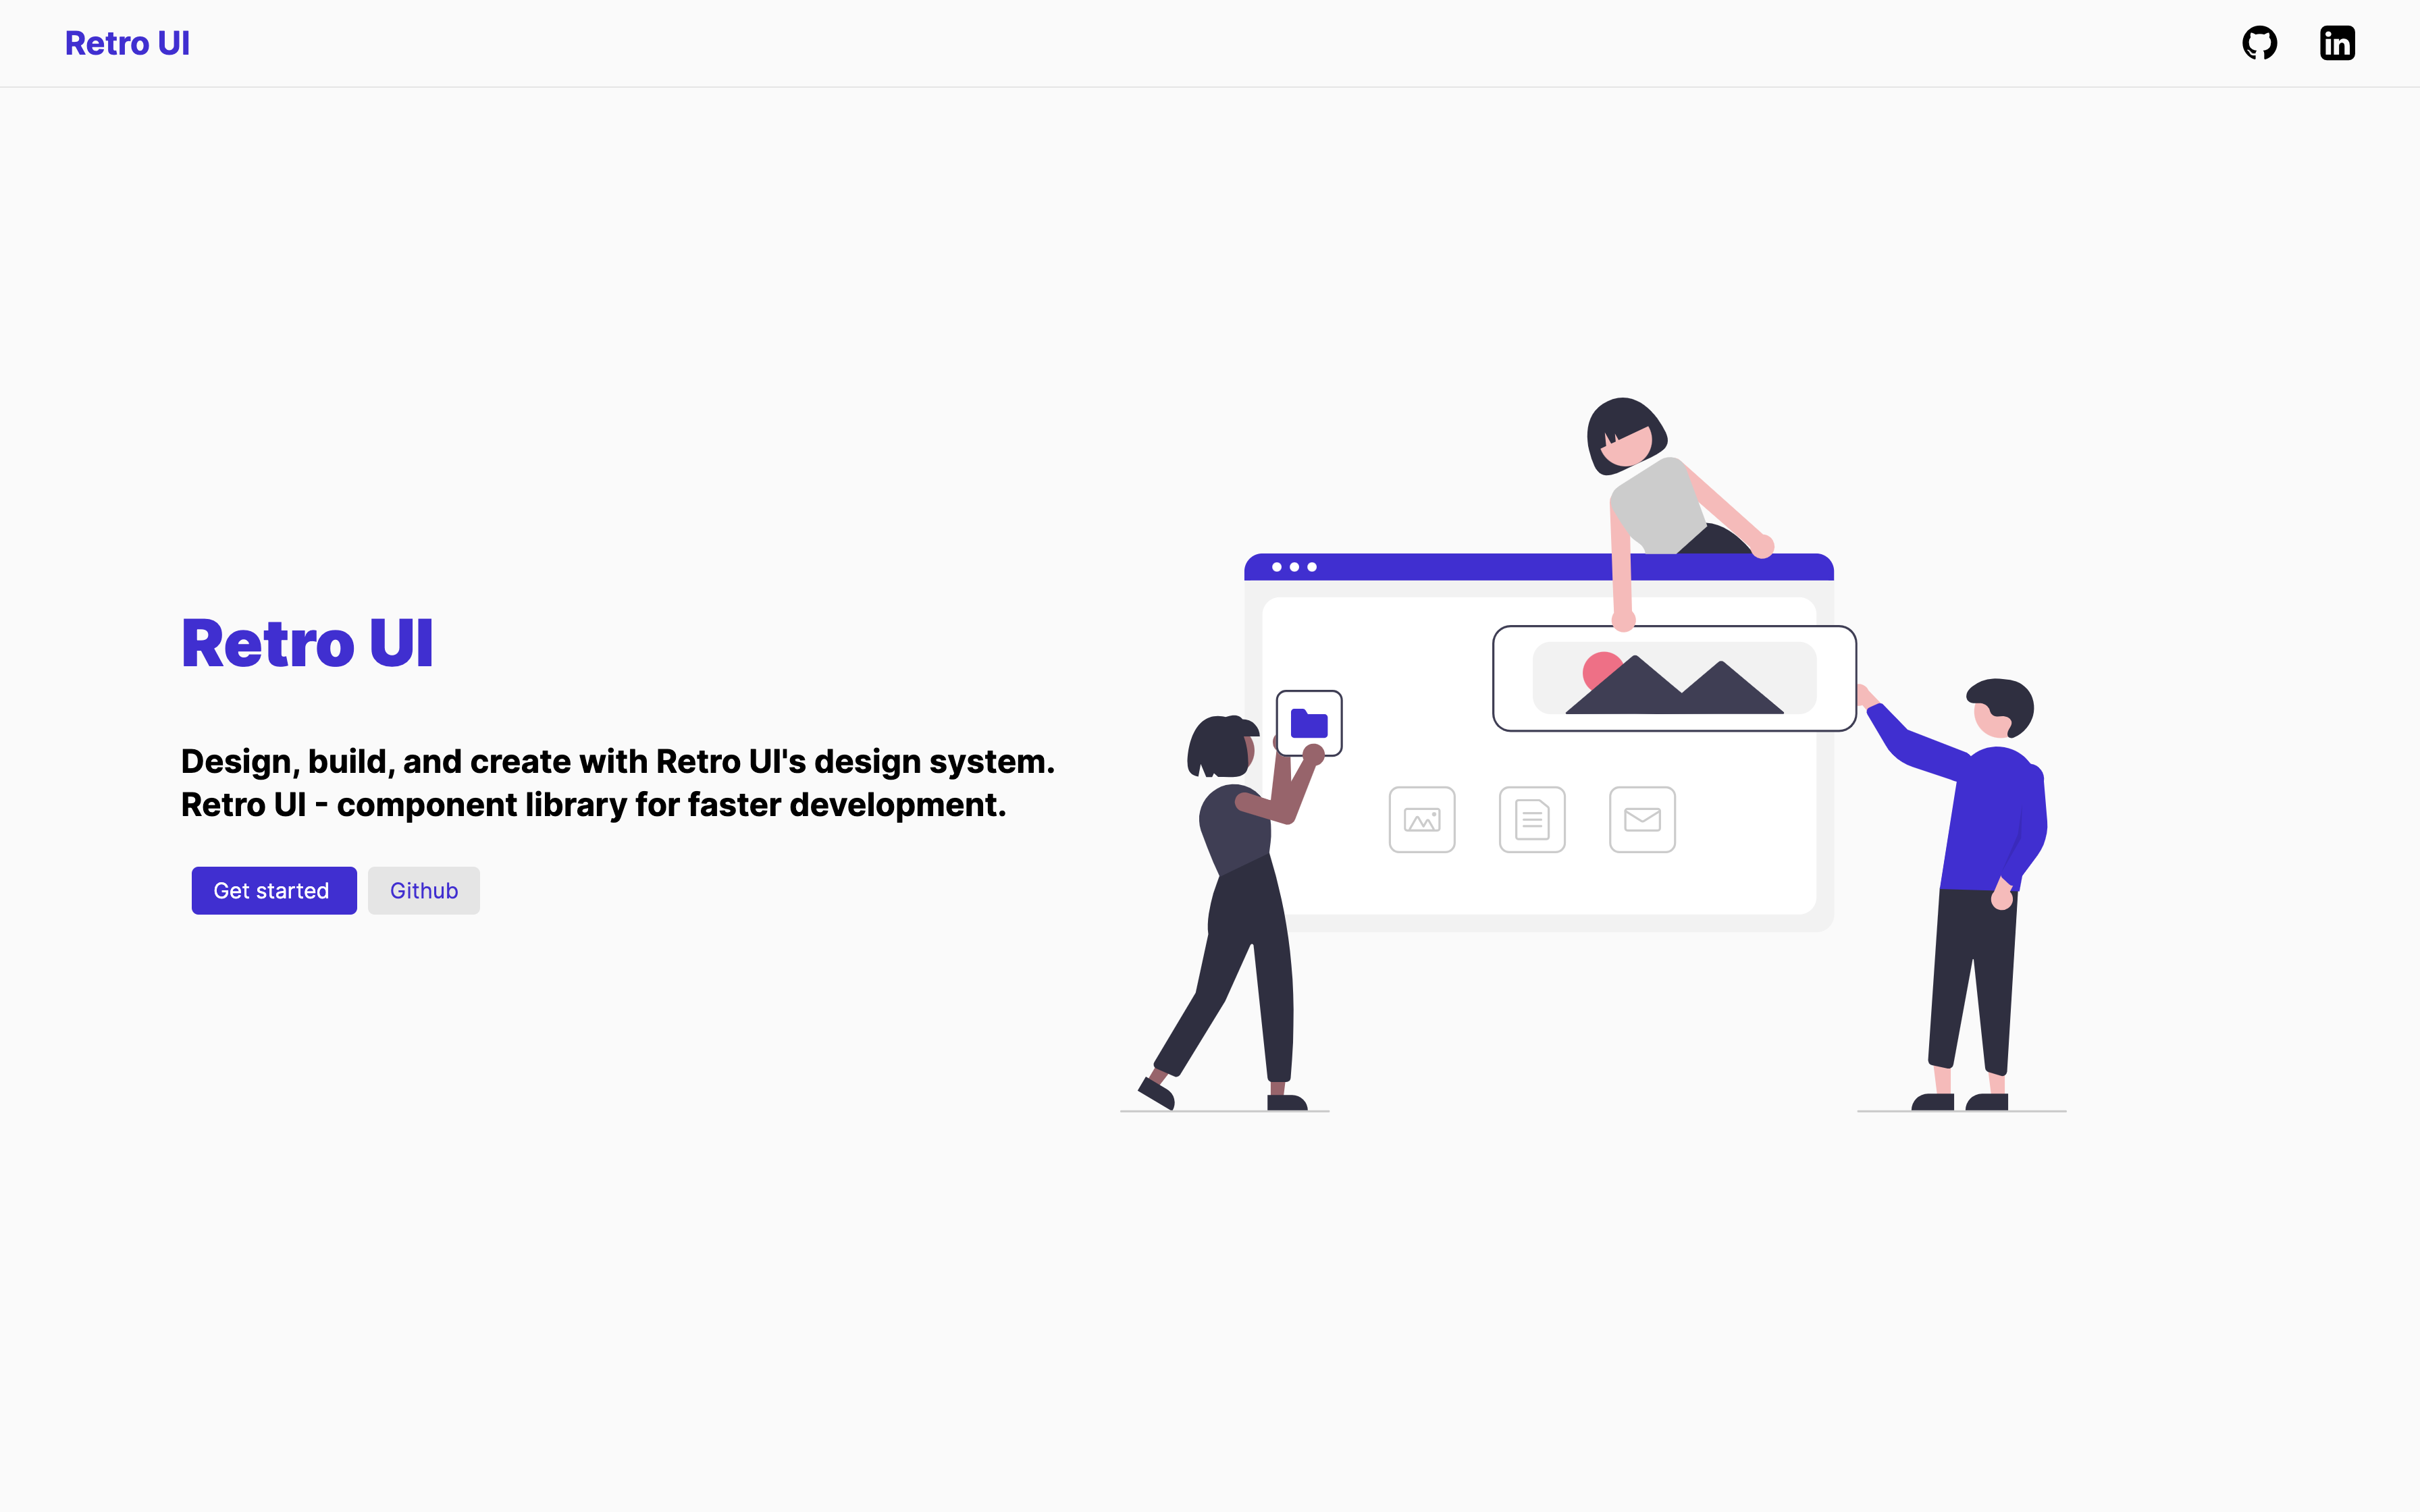 Retro UI
in
Retro UI
Design, build, and create with Retro UI's design system.
Retro UI - component library for faster development.
Get started
Github